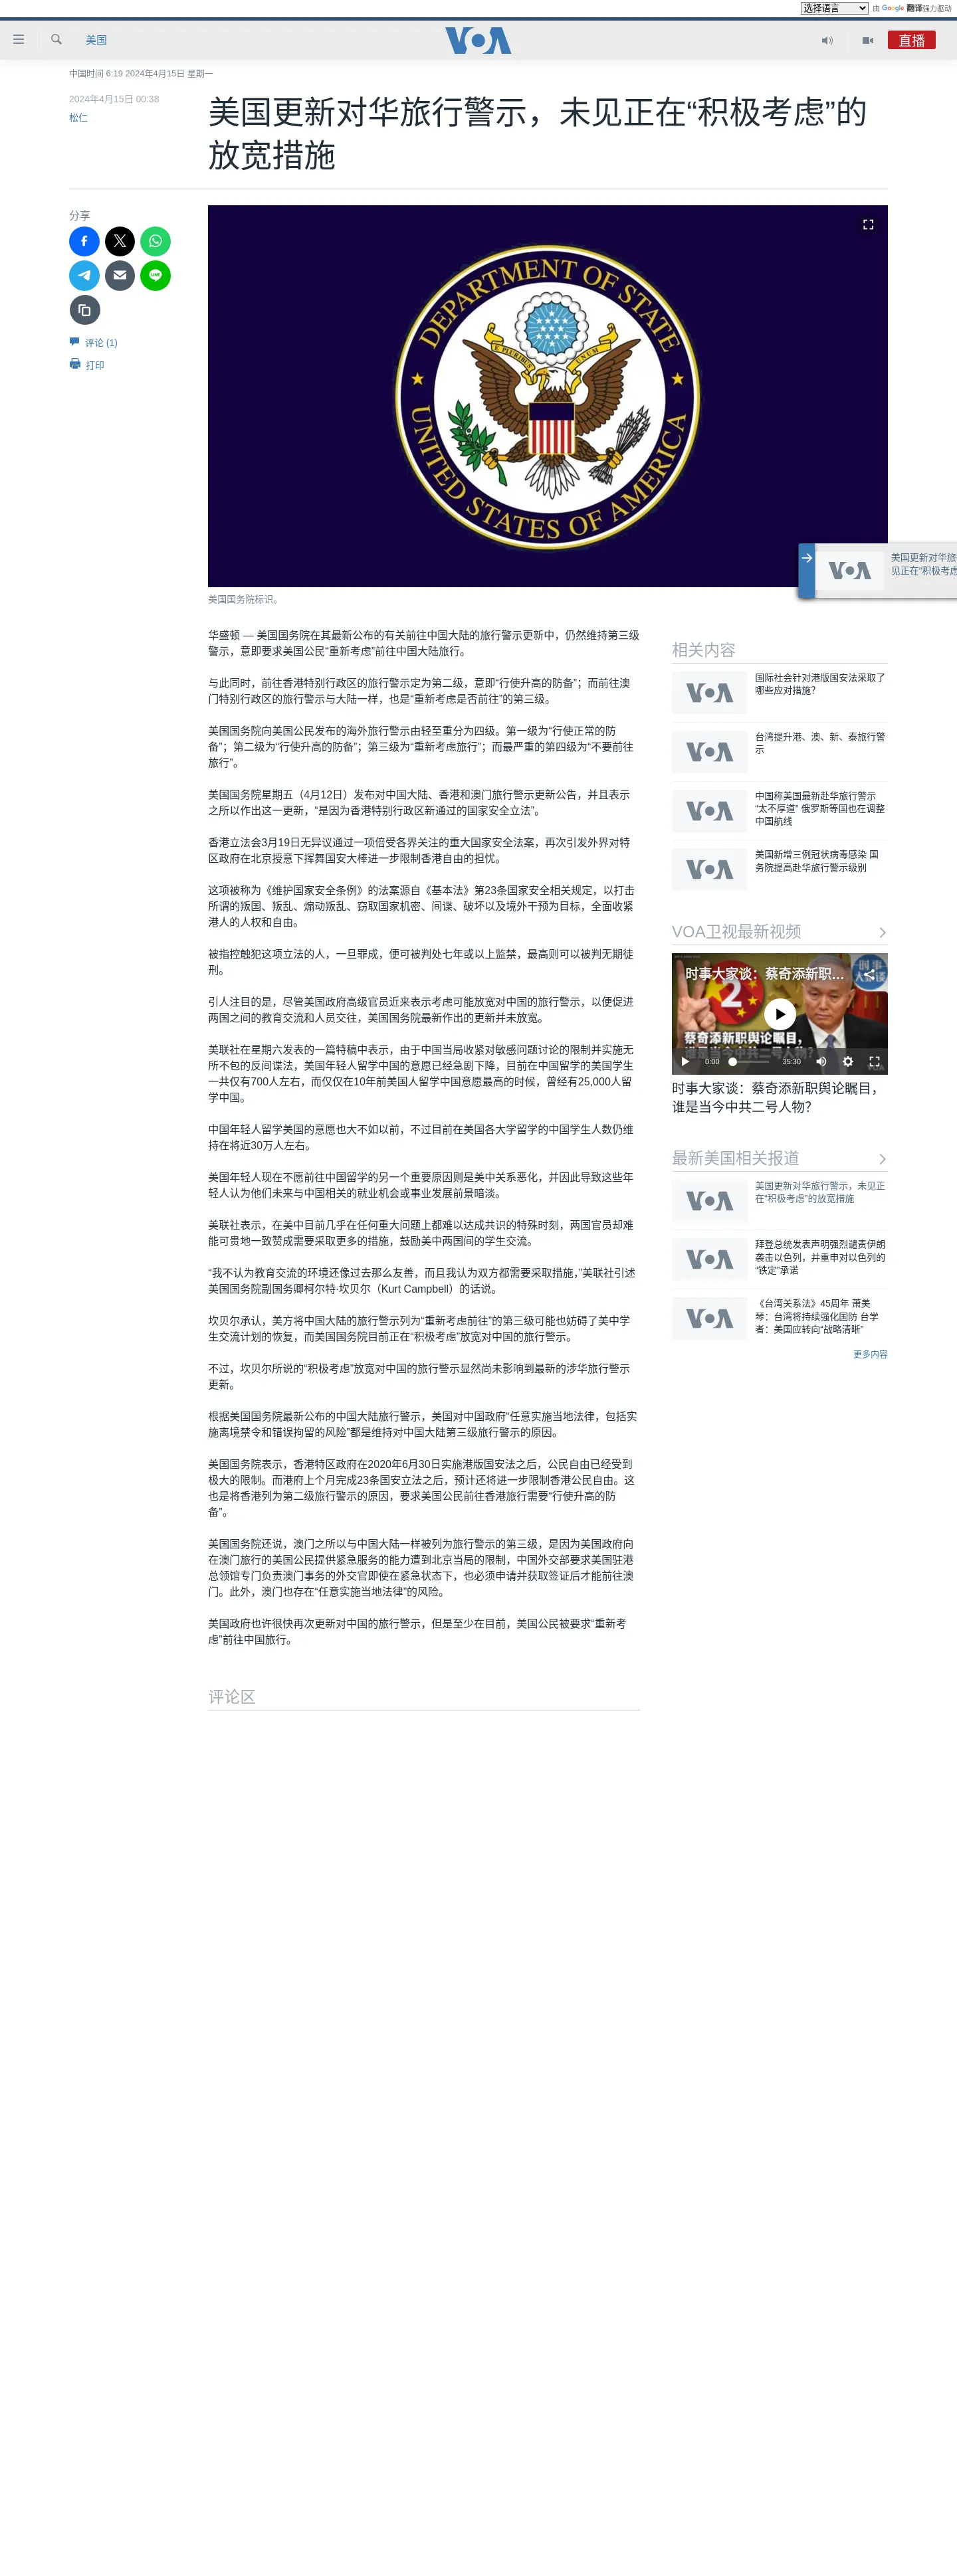 选择语言 由 Google 翻译强力驱动
美国
VOA
直播
中国时间 6:19 2024年4月15日 星期一
2024年4月15日 00:38
松仁
美国更新对华旅行警示，未见正在“积极考虑”的
放宽措施
分享
评论 (1)
打印
DEPARTMENT OF STATE
E PLURIBUS UNUM
UNITED STATES OF AMERICA
VOA
美国更新对华旅
见正在“积极考虑
美国国务院标识。
华盛顿 — 美国国务院在其最新公布的有关前往中国大陆的旅行警示更新中，仍然维持第三级
警示，意即要求美国公民“重新考虑”前往中国大陆旅行。
与此同时，前往香港特别行政区的旅行警示定为第二级，意即“行使升高的防备”；而前往澳
门特别行政区的旅行警示与大陆一样，也是“重新考虑是否前往”的第三级。
美国国务院向美国公民发布的海外旅行警示由轻至重分为四级。第一级为“行使正常的防
备”；第二级为“行使升高的防备”；第三级为“重新考虑旅行”；而最严重的第四级为“不要前往
旅行”。
美国国务院星期五（4月12日）发布对中国大陆、香港和澳门旅行警示更新公告，并且表示
之所以作出这一更新，“是因为香港特别行政区新通过的国家安全立法”。
香港立法会3月19日无异议通过一项倍受各界关注的重大国家安全法案，再次引发外界对特
区政府在北京授意下挥舞国安大棒进一步限制香港自由的担忧。
这项被称为《维护国家安全条例》的法案源自《基本法》第23条国家安全相关规定，以打击
所谓的叛国、叛乱、煽动叛乱、窃取国家机密、间谍、破坏以及境外干预为目标，全面收紧
港人的人权和自由。
被指控触犯这项立法的人，一旦罪成，便可被判处七年或以上监禁，最高则可以被判无期徒
刑。
引人注目的是，尽管美国政府高级官员近来表示考虑可能放宽对中国的旅行警示，以便促进
两国之间的教育交流和人员交往，美国国务院最新作出的更新并未放宽。
美联社在星期六发表的一篇特稿中表示，由于中国当局收紧对敏感问题讨论的限制并实施无
所不包的反间谍法，美国年轻人留学中国的意愿已经急剧下降，目前在中国留学的美国学生
一共仅有700人左右，而仅仅在10年前美国人留学中国意愿最高的时候，曾经有25,000人留
学中国。
中国年轻人留学美国的意愿也大不如以前，不过目前在美国各大学留学的中国学生人数仍维
持在将近30万人左右。
美国年轻人现在不愿前往中国留学的另一个重要原因则是美中关系恶化，并因此导致这些年
轻人认为他们未来与中国相关的就业机会或事业发展前景暗淡。
美联社表示，在美中目前几乎在任何重大问题上都难以达成共识的特殊时刻，两国官员却难
能可贵地一致赞成需要采取更多的措施，鼓励美中两国间的学生交流。
“我不认为教育交流的环境还像过去那么友善，而且我认为双方都需要采取措施，”美联社引述
美国国务院副国务卿柯尔特·坎贝尔（Kurt Campbell）的话说。
坎贝尔承认，美方将中国大陆的旅行警示列为“重新考虑前往”的第三级可能也妨碍了美中学
生交流计划的恢复，而美国国务院目前正在“积极考虑”放宽对中国的旅行警示。
不过，坎贝尔所说的“积极考虑”放宽对中国的旅行警示显然尚未影响到最新的涉华旅行警示
更新。
根据美国国务院最新公布的中国大陆旅行警示，美国对中国政府“任意实施当地法律，包括实
施离境禁令和错误拘留的风险”都是维持对中国大陆第三级旅行警示的原因。
美国国务院表示，香港特区政府在2020年6月30日实施港版国安法之后，公民自由已经受到
极大的限制。而港府上个月完成23条国安立法之后，预计还将进一步限制香港公民自由。这
也是将香港列为第二级旅行警示的原因，要求美国公民前往香港旅行需要“行使升高的防
备”。
美国国务院还说，澳门之所以与中国大陆一样被列为旅行警示的第三级，是因为美国政府向
在澳门旅行的美国公民提供紧急服务的能力遭到北京当局的限制，中国外交部要求美国驻港
总领馆专门负责澳门事务的外交官即使在紧急状态下，也必须申请并获取签证后才能前往澳
门。此外，澳门也存在“任意实施当地法律”的风险。
美国政府也许很快再次更新对中国的旅行警示，但是至少在目前，美国公民被要求“重新考
虑”前往中国旅行。
评论区
相关内容
VOA
国际社会针对港版国安法采取了
哪些应对措施？
VOA
台湾提升港、澳、新、泰旅行警
示
VOA
中国称美国最新赴华旅行警示
“太不厚道” 俄罗斯等国也在调整
中国航线
VOA
美国新增三例冠状病毒感染 国
务院提高赴华旅行警示级别
VOA卫视最新视频
时事大家谈：蔡奇添新职...
2
蔡奇添新职舆论瞩目，
0:00
35:30
时事大家谈：蔡奇添新职舆论瞩目，
谁是当今中共二号人物？
最新美国相关报道
VOA
美国更新对华旅行警示，未见正
在“积极考虑”的放宽措施
VOA
拜登总统发表声明强烈谴责伊朗
袭击以色列，并重申对以色列的
“铁定”承诺
VOA
《台湾关系法》45周年 萧美
琴：台湾将持续强化国防 台学
者：美国应转向“战略清晰”
更多内容